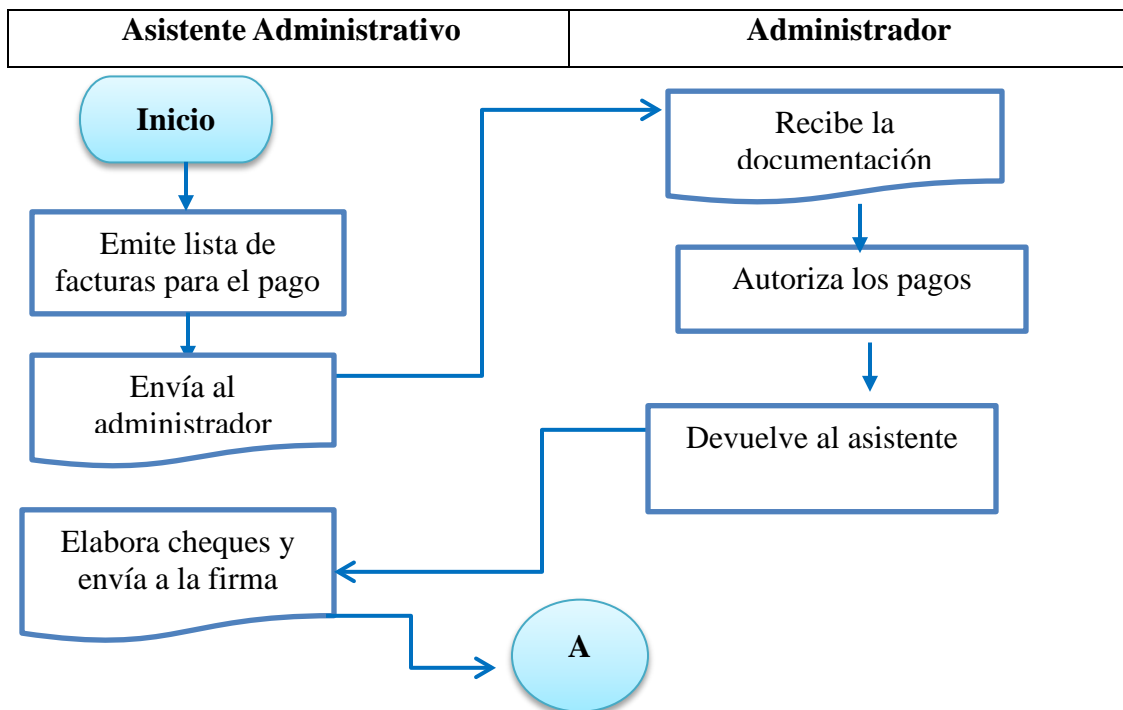 Asistente Administrativo
Administrador
Inicio
Emite lista de
facturas para el pago
Envía al
administrador
Recibe la
documentación
Autoriza los pagos
Devuelve al asistente
Elabora cheques y
envía a la firma
A